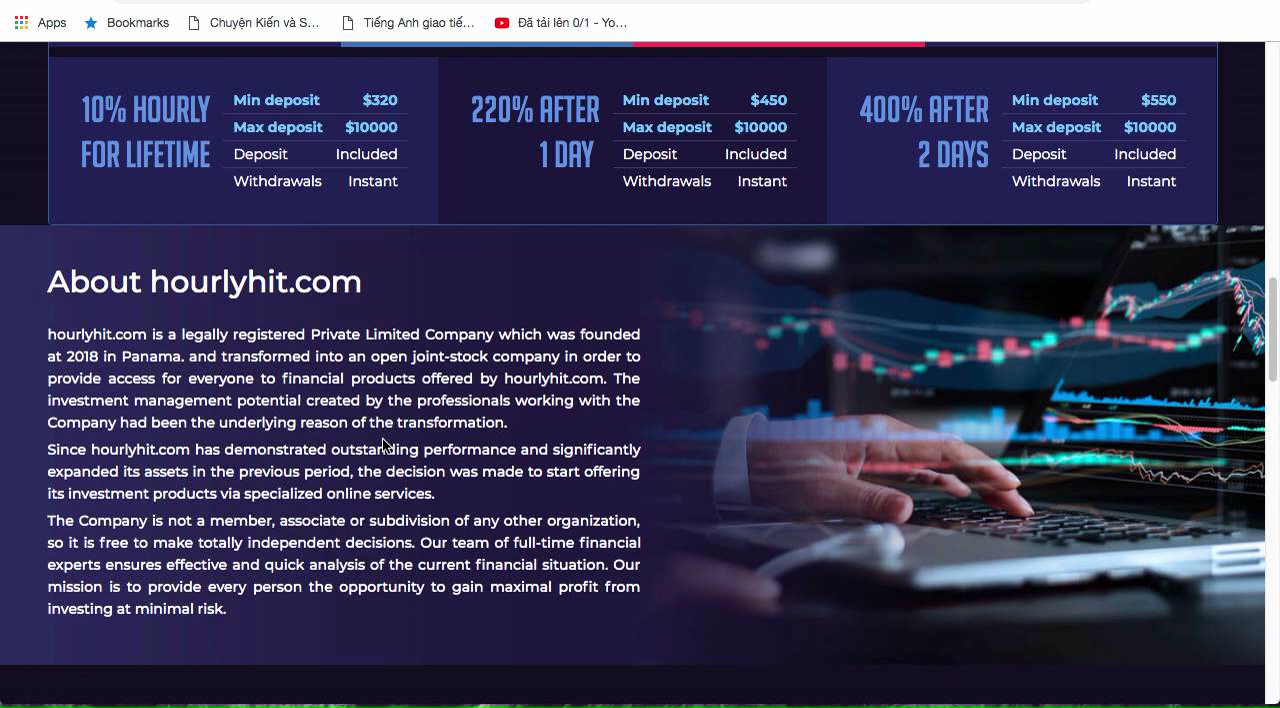 Apps Bookmarks Chuyện Kiến và S... Tiếng Anh giao tiế... Đã tải lên 0/1 - Yo...
10% HOURLY
FOR LIFETIME
Min deposit $320
Max deposit $10000
Deposit Included
Withdrawals Instant
220% AFTER
1 DAY
Min deposit $450
Max deposit $10000
Deposit Included
Withdrawals Instant
400% AFTER
2 DAYS
Min deposit $550
Max deposit $10000
Deposit Included
Withdrawals Instant
About hourlyhit.com
hourlyhit.com is a legally registered Private Limited Company which was founded
at 2018 in Panama. and transformed into an open joint-stock company in order to
provide access for everyone to financial products offered by hourlyhit.com. The
investment management potential created by the professionals working with the
Company had been the underlying reason of the transformation.
Since hourlyhit.com has demonstrated outstanding performance and significantly
expanded its assets in the previous period, the decision was made to start offering
its investment products via specialized online services.
The Company is not a member, associate or subdivision of any other organization,
so it is free to make totally independent decisions. Our team of full-time financial
experts ensures effective and quick analysis of the current financial situation. Our
mission is to provide every person the opportunity to gain maximal profit from
investing at minimal risk.